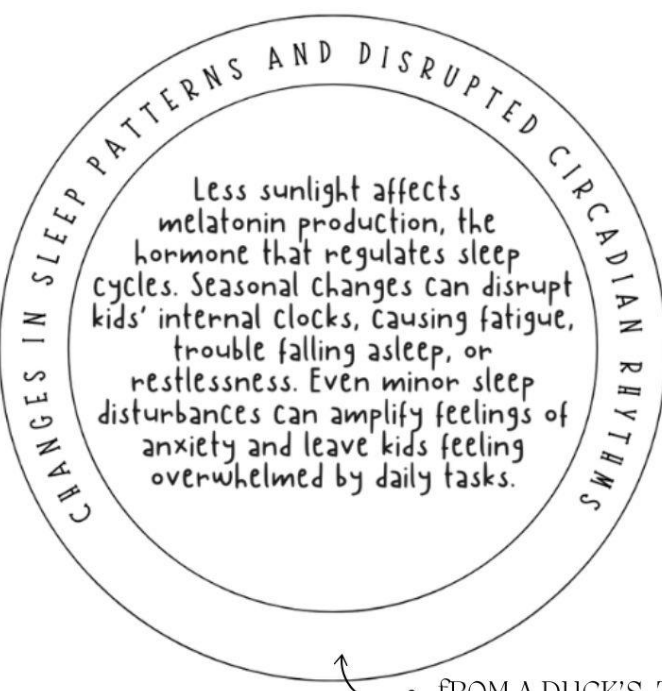 CHANGES IN SLEEP PATTERNS AND DISRUPTED CIRCADIAN RHYTHMS
Less sunlight affects
melatonin production, the
hormone that regulates sleep
cycles. Seasonal changes can disrupt
kids' internal clocks, causing fatigue,
trouble falling asleep, or
restlessness. Even minor sleep
disturbances can amplify feelings of
anxiety and leave kids feeling
overwhelmed by daily tasks.
fROM A DUCK'S